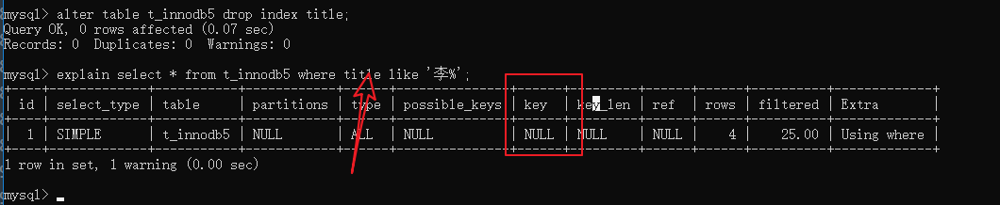 mysql> alter table t_innodb5 drop index title;
Query OK, 0 rows affected (0.07 sec)
Records: 0  Duplicates: 0  Warnings: 0
mysql> explain select * from t_innodb5 where title like '李%';
| id | select_type | table | partitions | type | possible_keys | key | key_len | ref | rows | filtered | Extra |
| 1 | SIMPLE | t_innodb5 | NULL | ALL | NULL | NULL | NULL | NULL | 4 | 25.00 | Using where |
1 row in set, 1 warning (0.00 sec)
mysql>